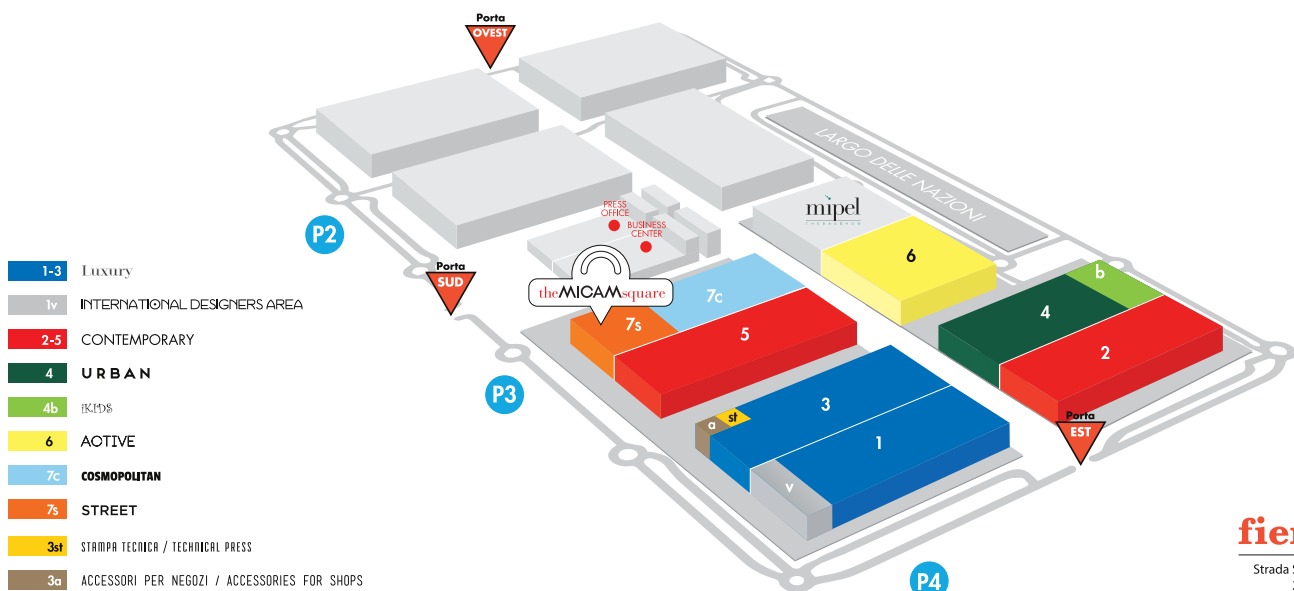 Porta
OVEST
LARGO DELLE NAZIONI
PRESS
OFFICE
BUSINESS
CENTER
mipel
THEBAGSHOW
P2
Porta
SUD
theMICAMsquare
6
b
4
2
7c
7s
5
3
st
a
1
v
P3
Porta
EST
P4
1-3 Luxury
1v INTERNATIONAL DESIGNERS AREA
2-5 CONTEMPORARY
4 URBAN
4b iKIDS
6 ACTIVE
7c COSMOPOLITAN
7s STREET
3st STAMPA TECNICA / TECHNICAL PRESS
3a ACCESSORI PER NEGOZI / ACCESSORIES FOR SHOPS
fier
Strada S